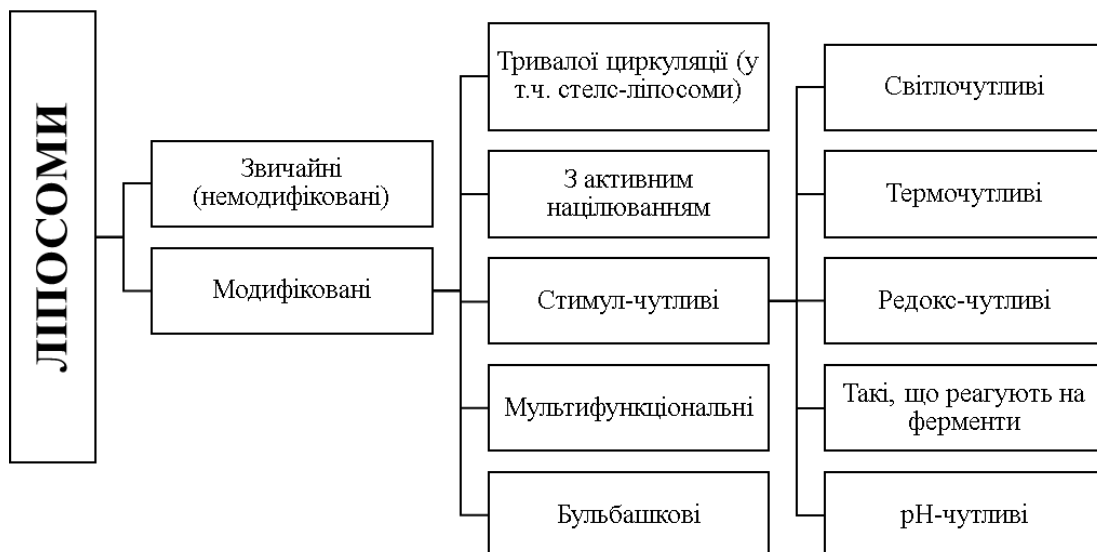 ЛІПОСОМИ
Звичайні
(немодифіковані)
Модифіковані
Тривалої циркуляції (у
т.ч. стелс-ліпосоми)
З активним
націлюванням
Стимул-чутливі
Мультифункціональні
Бульбашкові
Світлочутливі
Термочутливі
Редокс-чутливі
Такі, що реагують на
ферменти
рН-чутливі